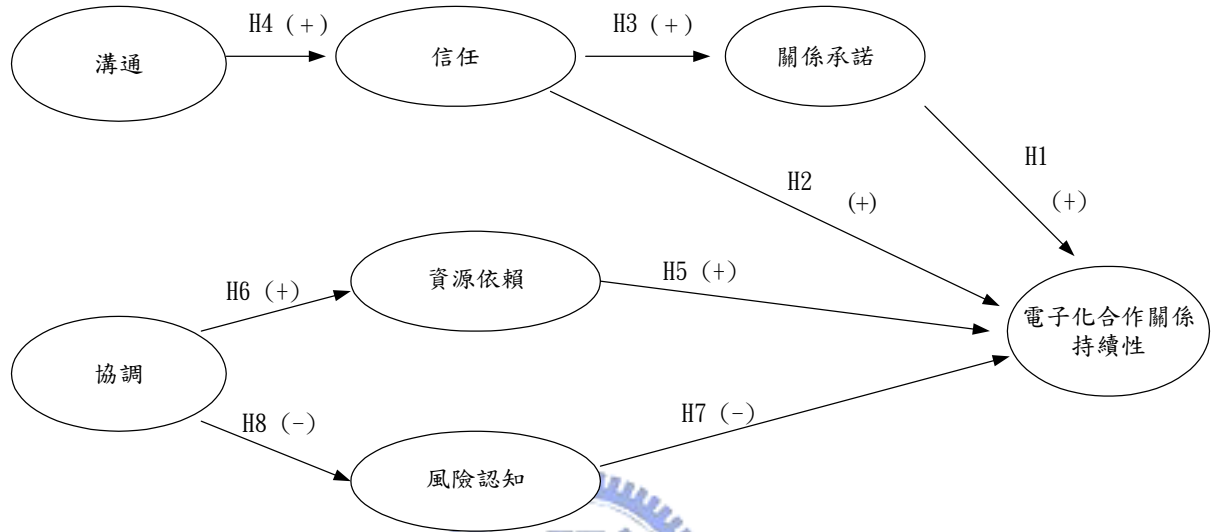 H4 (+)
H3 (+)
溝通
信任
關係承諾
H1
(+)
H2
(+)
H6 (+)
資源依賴
H5 (+)
電子化合作關係
持續性
協調
H8 (-)
H7 (-)
風險認知